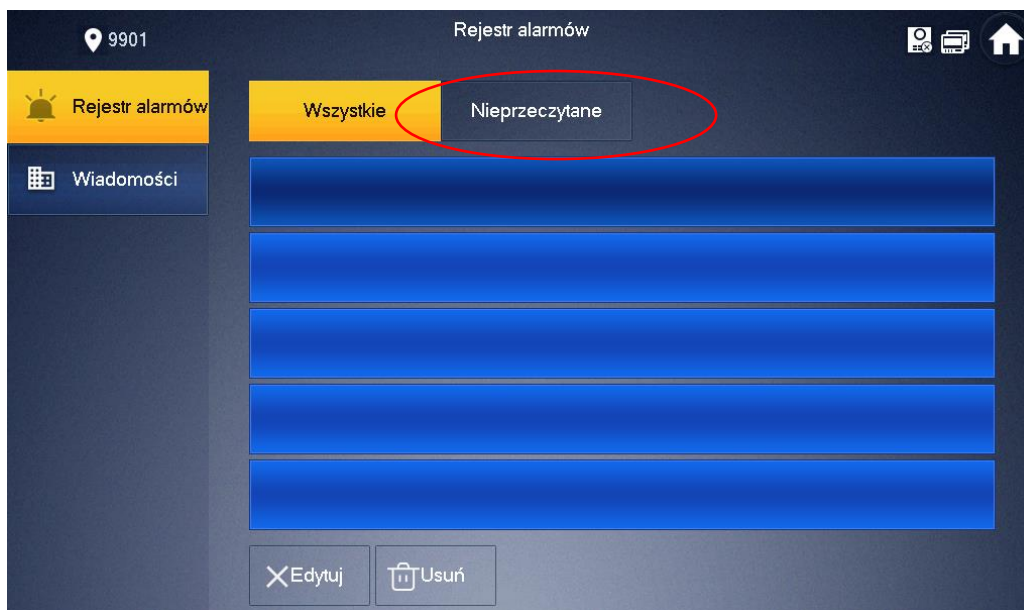 9901
Rejestr alarmów
Rejestr alarmów
Wszystkie
Nieprzeczytane
Wiadomości
Edytuj
Usuń